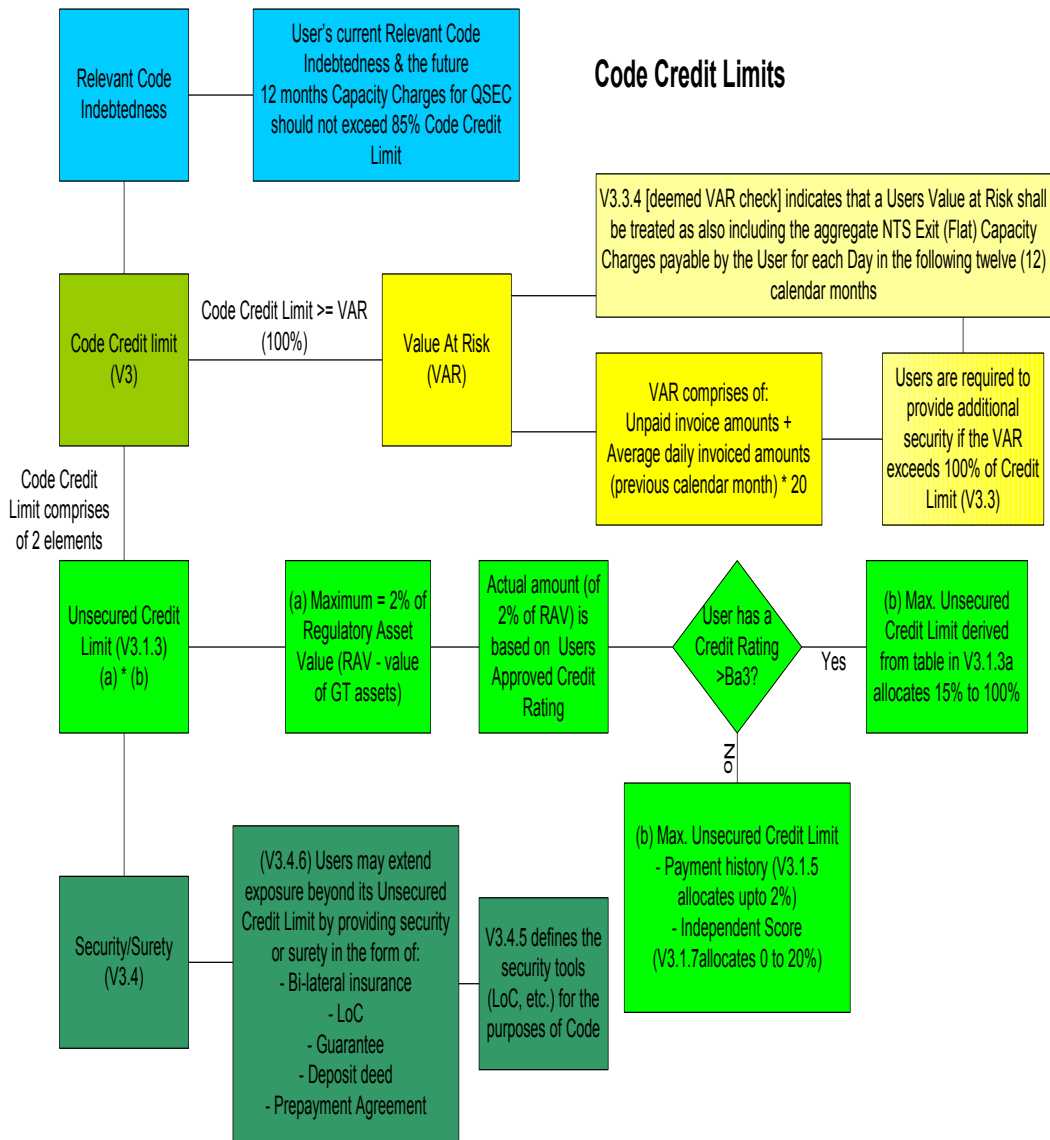 Code Credit Limits
Relevant Code
Indebtedness
User’s current Relevant Code
Indebtedness & the future
12 months Capacity Charges for QSEC
should not exceed 85% Code Credit
Limit
V3.3.4 [deemed VAR check] indicates that a Users Value at Risk shall
be treated as also including the aggregate NTS Exit (Flat) Capacity
Charges payable by the User for each Day in the following twelve (12)
calendar months
Code Credit limit
(V3)
Code Credit Limit >= VAR
(100%)
Value At Risk
(VAR)
VAR comprises of:
Unpaid invoice amounts +
Average daily invoiced amounts
(previous calendar month) * 20
Users are required to
provide additional
security if the VAR
exceeds 100% of Credit
Limit (V3.3)
Code Credit
Limit comprises
of 2 elements
Unsecured Credit
Limit (V3.1.3)
(a) * (b)
(a) Maximum = 2% of
Regulatory Asset
Value (RAV - value
of GT assets)
Actual amount (of
2% of RAV) is
based on Users
Approved Credit
Rating
User has a
Credit Rating
>Ba3?
Yes
(b) Max. Unsecured
Credit Limit derived
from table in V3.1.3a
allocates 15% to 100%
No
(b) Max. Unsecured Credit Limit
- Payment history (V3.1.5
allocates upto 2%)
- Independent Score
(V3.1.7allocates 0 to 20%)
Security/Surety
(V3.4)
(V3.4.6) Users may extend
exposure beyond its Unsecured
Credit Limit by providing security
or surety in the form of:
- Bi-lateral insurance
- LoC
- Guarantee
- Deposit deed
- Prepayment Agreement
V3.4.5 defines the
security tools
(LoC, etc.) for the
purposes of Code